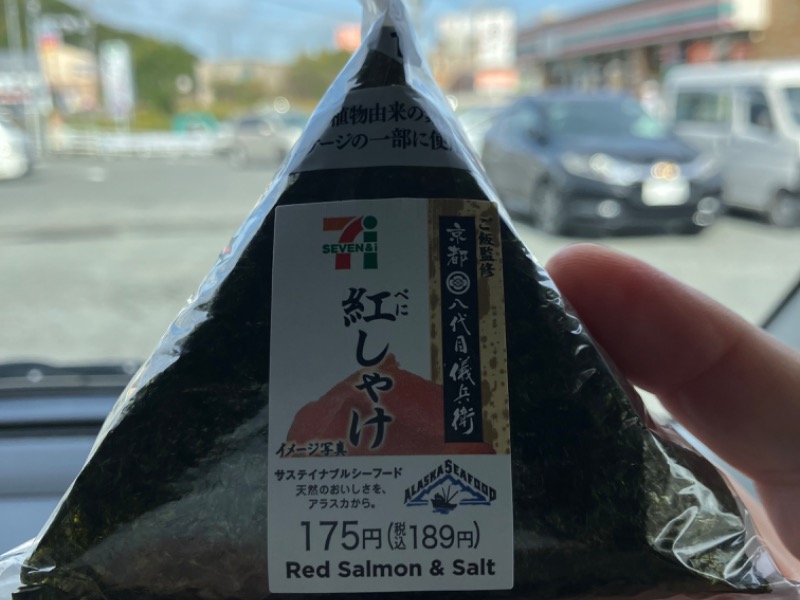 植物由来の
ージの一部に使
SEVEN&i
ご飯監修
京都 八代目儀兵衛
べに
紅しゃけ
イメージ写真
サステイナブルシーフード
天然のおいしさを、
アラスカから。
ALASKA SEAFOOD
175円(税込189円)
Red Salmon & Salt